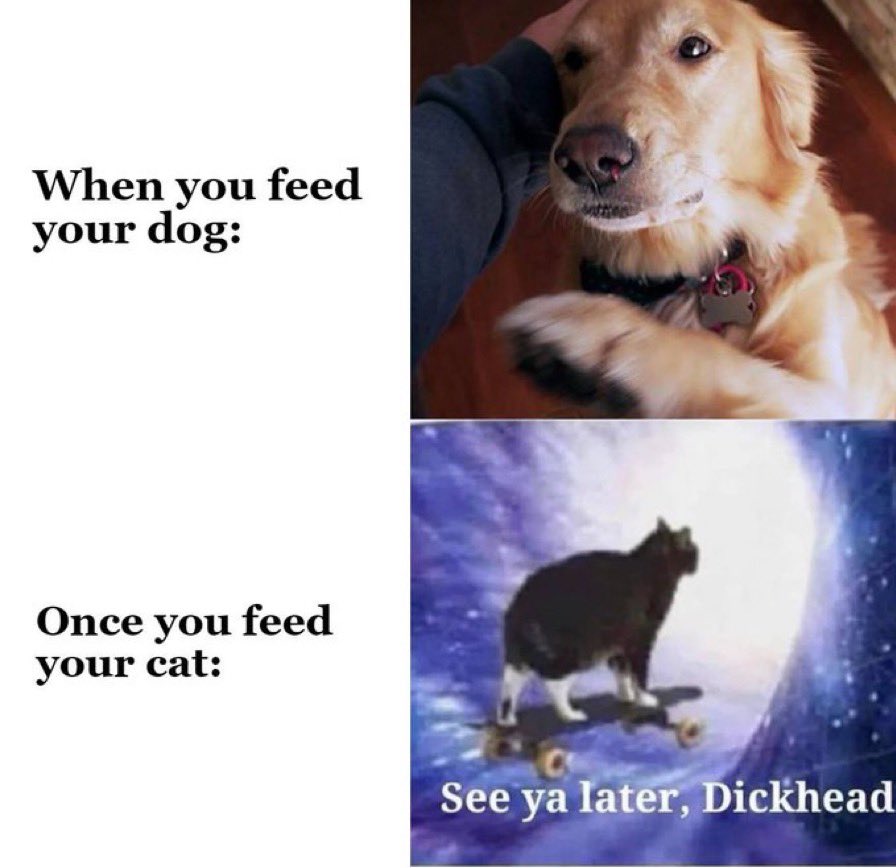 When you feed
your dog:
Once you feed
your cat:
See ya later, Dickhead